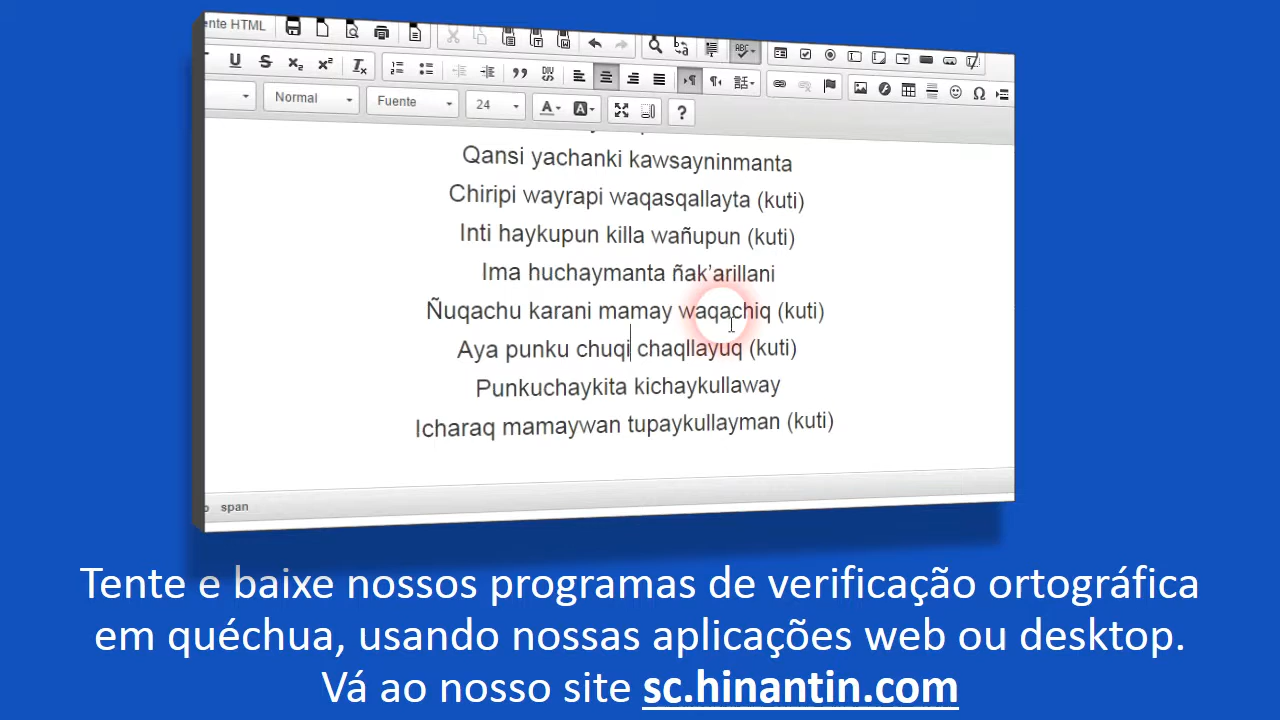 ente HTML
Normal
Fuente
24
Qansi yachanki kawsayninmanta
Chiripi wayrapi waqasqallayta (kuti)
Inti haykupun killa wañupun (kuti)
Ima huchaymanta ñak’arillani
Ñuqachu karani mamay waqachiq (kuti)
Aya punku chuqi chaqllayuq (kuti)
Punkuchaykita kichaykullaway
Icharaq mamaywan tupaykullayman (kuti)
span
Tente e baixe nossos programas de verificação ortográfica
em quéchua, usando nossas aplicações web ou desktop.
Vá ao nosso site sc.hinantin.com